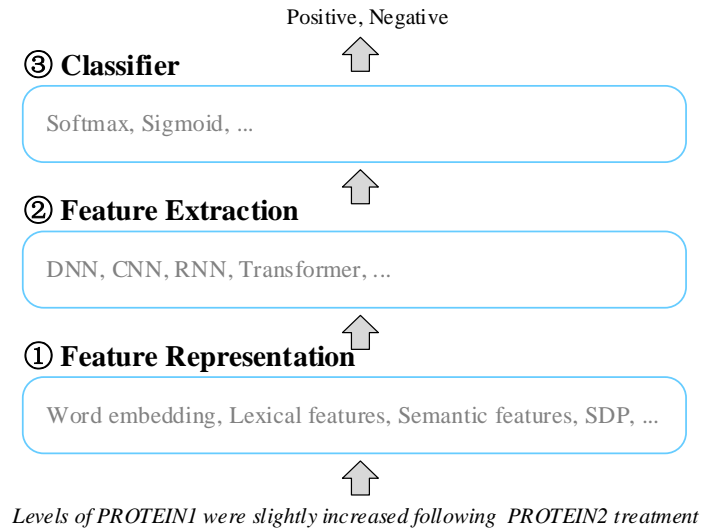 Positive, Negative
③ Classifier
Softmax, Sigmoid, ...
② Feature Extraction
DNN, CNN, RNN, Transformer, ...
① Feature Representation
Word embedding, Lexical features, Semantic features, SDP, ...
Levels of PROTEIN1 were slightly increased following PROTEIN2 treatment